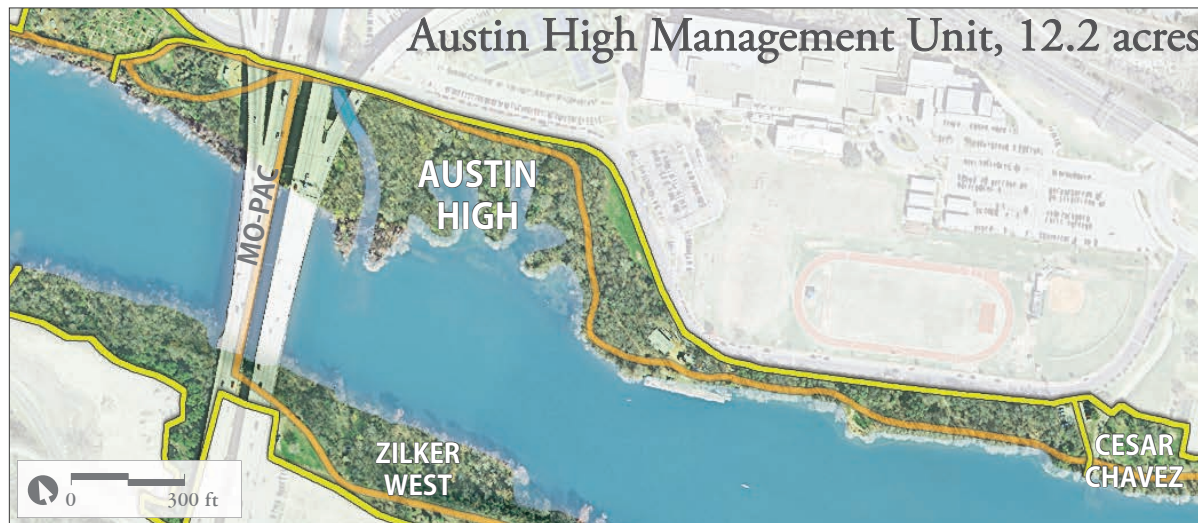 Austin High Management Unit, 12.2 acres
AUSTIN
HIGH
MO-PAC
ZILKER
WEST
CESAR
CHAVEZ
0 300 ft